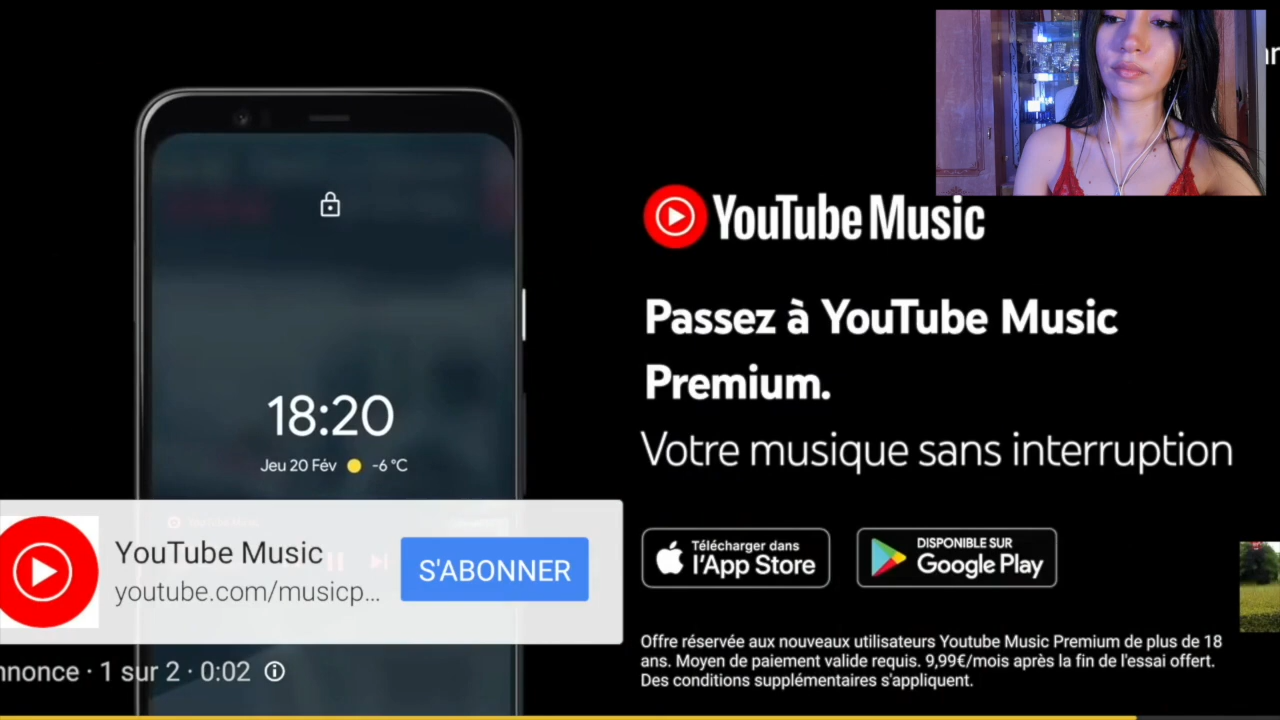 18:20
Jeu 20 Fév -6 °C
YouTube Music
Passez à YouTube Music
Premium.
Votre musique sans interruption
Télécharger dans
l'App Store
DISPONIBLE SUR
Google Play
YouTube Music
youtube.com/musicp...
S'ABONNER
nnonce · 1 sur 2 · 0:02
Offre réservée aux nouveaux utilisateurs Youtube Music Premium de plus de 18
ans. Moyen de paiement valide requis. 9,99€/mois après la fin de l'essai offert.
Des conditions supplémentaires s'appliquent.